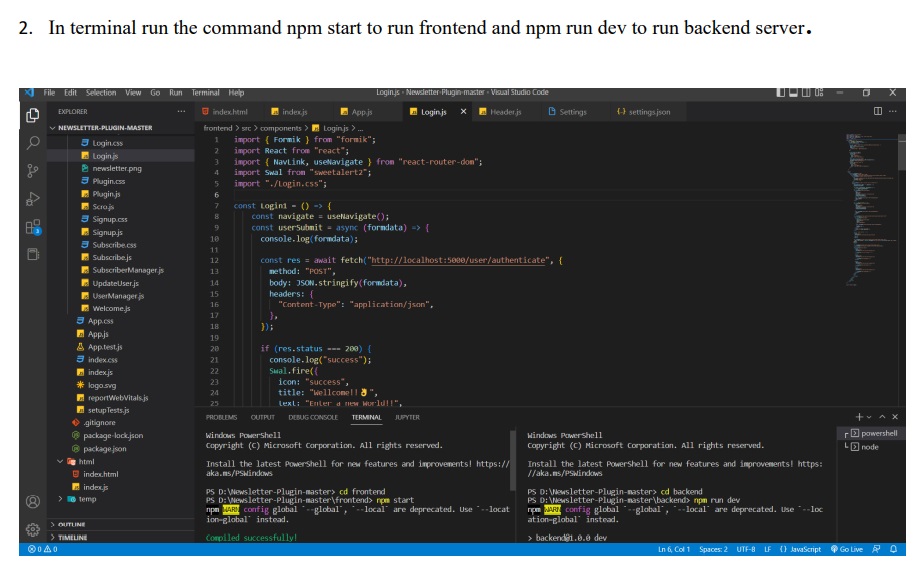 2. In terminal run the command npm start to run frontend and npm run dev to run backend server.
File Edit Selection View Go Run Terminal Help
Login.js - Newsletter-Plugin-master - Visual Studio Code
EXPLORER
index.html index.js App.js Login.js Header.js Settings settings.json
NEWSLETTER-PLUGIN-MASTER
frontend > src > components > Login.js > ...
Login.css
Login.js
newsletter.png
Plugin.css
Plugin.js
Scro.js
Signup.css
Signup.js
Subscribe.css
Subscribe.js
SubscriberManager.js
UpdateUser.js
UserManager.js
Welcome.js
App.css
App.js
App.test.js
index.css
index.js
logo.svg
reportWebVitals.js
setupTests.js
.gitignore
package-lock.json
package.json
html
index.html
index.js
temp
OUTLINE
TIMELINE
1 import { Formik } from "formik";
2 import React from "react";
3 import { NavLink, useNavigate } from "react-router-dom";
4 import Swal from "sweetalert2";
5 import "./Login.css";
6
7 const Login1 = () => {
8 const navigate = useNavigate();
9 const userSubmit = async (formdata) => {
10 console.log(formdata);
11
12 const res = await fetch("http://localhost:5000/user/authenticate", {
13 method: "POST",
14 body: JSON.stringify(formdata),
15 headers: {
16 "Content-Type": "application/json",
17 },
18 });
19
20 if (res.status === 200) {
21 console.log("success");
22 Swal.fire({
23 icon: "success",
24 title: "Wellcome!!👌",
25 text: "Enter a new World!!",
PROBLEMS OUTPUT DEBUG CONSOLE TERMINAL JUPYTER
Windows PowerShell
Copyright (C) Microsoft Corporation. All rights reserved.
Install the latest PowerShell for new features and improvements! https://
aka.ms/PSWindows
PS D:\Newsletter-Plugin-master> cd frontend
PS D:\Newsletter-Plugin-master\frontend> npm start
npm WARN config global `--global`, `--local` are deprecated. Use `--locat
ion=global` instead.
Compiled successfully!
Windows PowerShell
Copyright (C) Microsoft Corporation. All rights reserved.
Install the latest PowerShell for new features and improvements! https:
//aka.ms/PSWindows
PS D:\Newsletter-Plugin-master> cd backend
PS D:\Newsletter-Plugin-master\backend> npm run dev
npm WARN config global `--global`, `--local` are deprecated. Use `--loc
ation=global` instead.
> backend@1.0.0 dev
powershell
node
0 0
Ln 6, Col 1 Spaces: 2 UTF-8 LF {} JavaScript Go Live